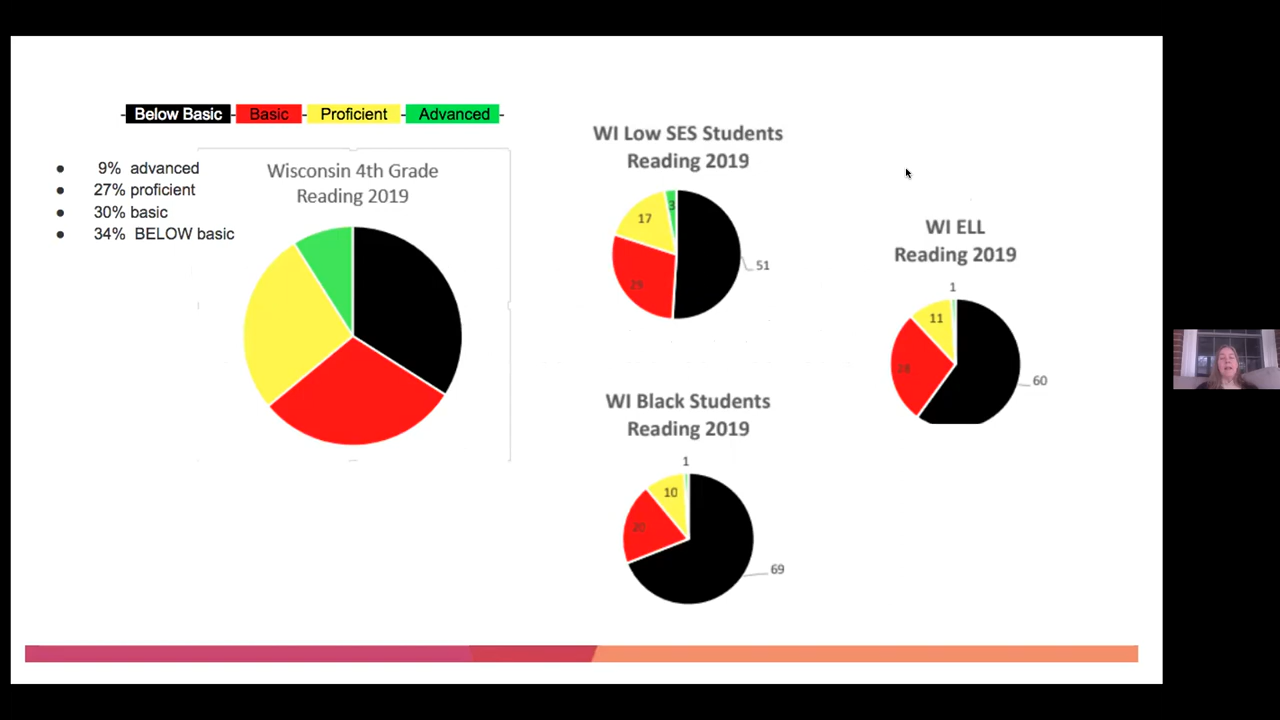 Below Basic - Basic - Proficient - Advanced
9% advanced
27% proficient
30% basic
34% BELOW basic
Wisconsin 4th Grade
Reading 2019
WI Low SES Students
Reading 2019
3
17
29
51
WI ELL
Reading 2019
1
11
28
60
WI Black Students
Reading 2019
1
10
20
69